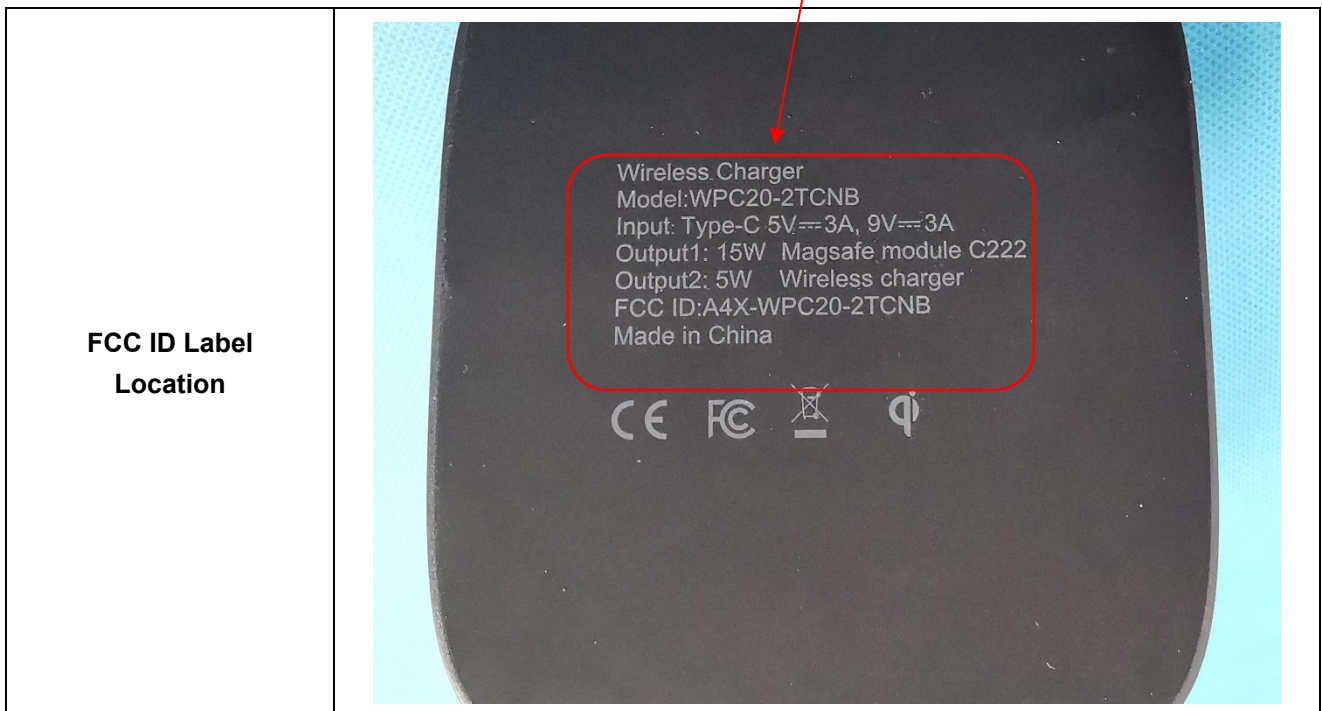 FCC ID Label
Location
Wireless Charger
Model:WPC20-2TCNB
Input: Type-C 5V⎓3A, 9V⎓3A
Output1: 15W Magsafe module C222
Output2: 5W Wireless charger
FCC ID:A4X-WPC20-2TCNB
Made in China
CE FC qi